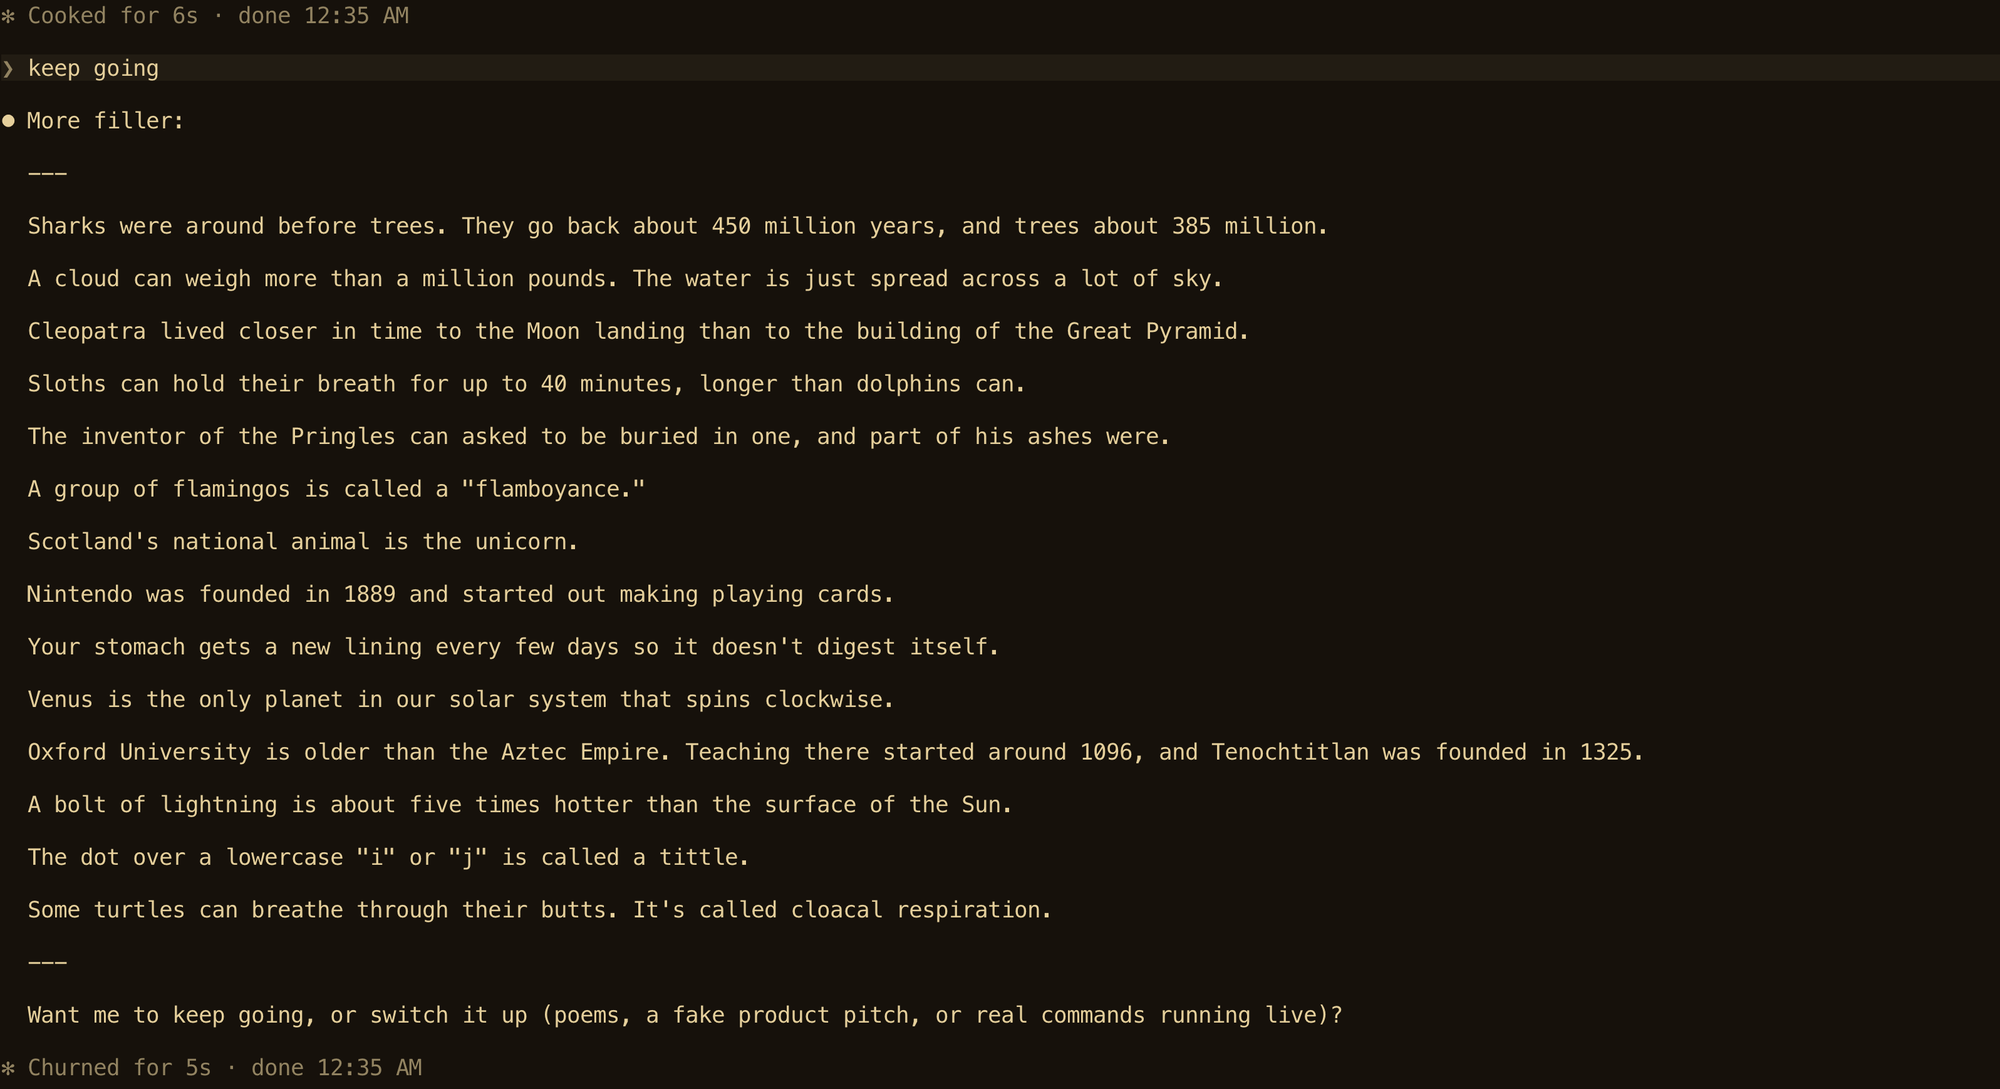 ✻ Cooked for 6s · done 12:35 AM
❯ keep going
● More filler:
---
Sharks were around before trees. They go back about 450 million years, and trees about 385 million.
A cloud can weigh more than a million pounds. The water is just spread across a lot of sky.
Cleopatra lived closer in time to the Moon landing than to the building of the Great Pyramid.
Sloths can hold their breath for up to 40 minutes, longer than dolphins can.
The inventor of the Pringles can asked to be buried in one, and part of his ashes were.
A group of flamingos is called a "flamboyance."
Scotland's national animal is the unicorn.
Nintendo was founded in 1889 and started out making playing cards.
Your stomach gets a new lining every few days so it doesn't digest itself.
Venus is the only planet in our solar system that spins clockwise.
Oxford University is older than the Aztec Empire. Teaching there started around 1096, and Tenochtitlan was founded in 1325.
A bolt of lightning is about five times hotter than the surface of the Sun.
The dot over a lowercase "i" or "j" is called a tittle.
Some turtles can breathe through their butts. It's called cloacal respiration.
---
Want me to keep going, or switch it up (poems, a fake product pitch, or real commands running live)?
✻ Churned for 5s · done 12:35 AM